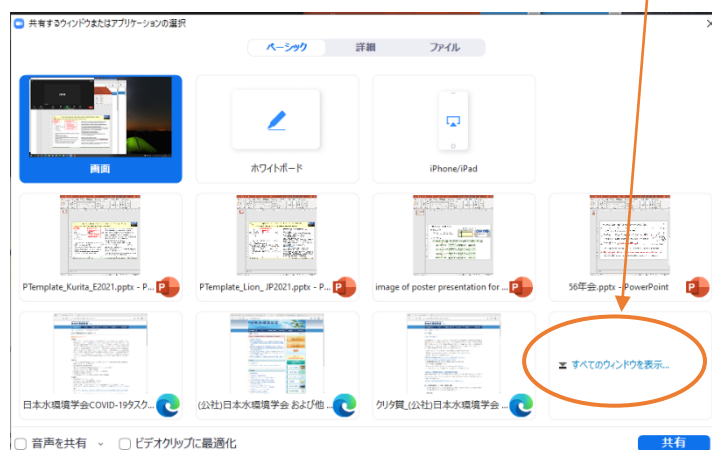 共有するウィンドウまたはアプリケーションの選択
ベーシック 詳細 ファイル
画面 ホワイトボード iPhone/iPad
PTemplate_Kurita_E2021.pptx - P... PTemplate_Lion_JP2021.pptx - P... image of poster presentation for ... 56年会.pptx - PowerPoint
すべてのウィンドウを表示...
日本水環境学会COVID-19タスク... (公社)日本水環境学会 および他 ... クリタ賞_(公社)日本水環境学会 ...
音声を共有 ビデオクリップに最適化 共有